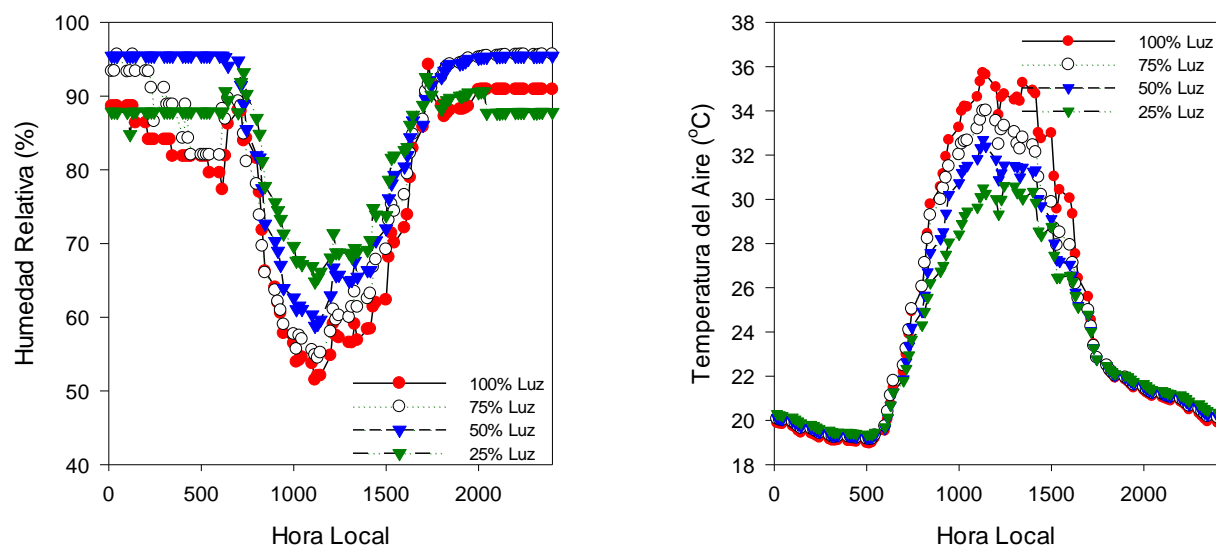 Humedad Relativa (%)
100
90
80
70
60
50
40
100% Luz
75% Luz
50% Luz
25% Luz
0
500
1000
1500
2000
Hora Local
Temperatura del Aire (°C)
38
36
34
32
30
28
26
24
22
20
18
100% Luz
75% Luz
50% Luz
25% Luz
0
500
1000
1500
2000
Hora Local